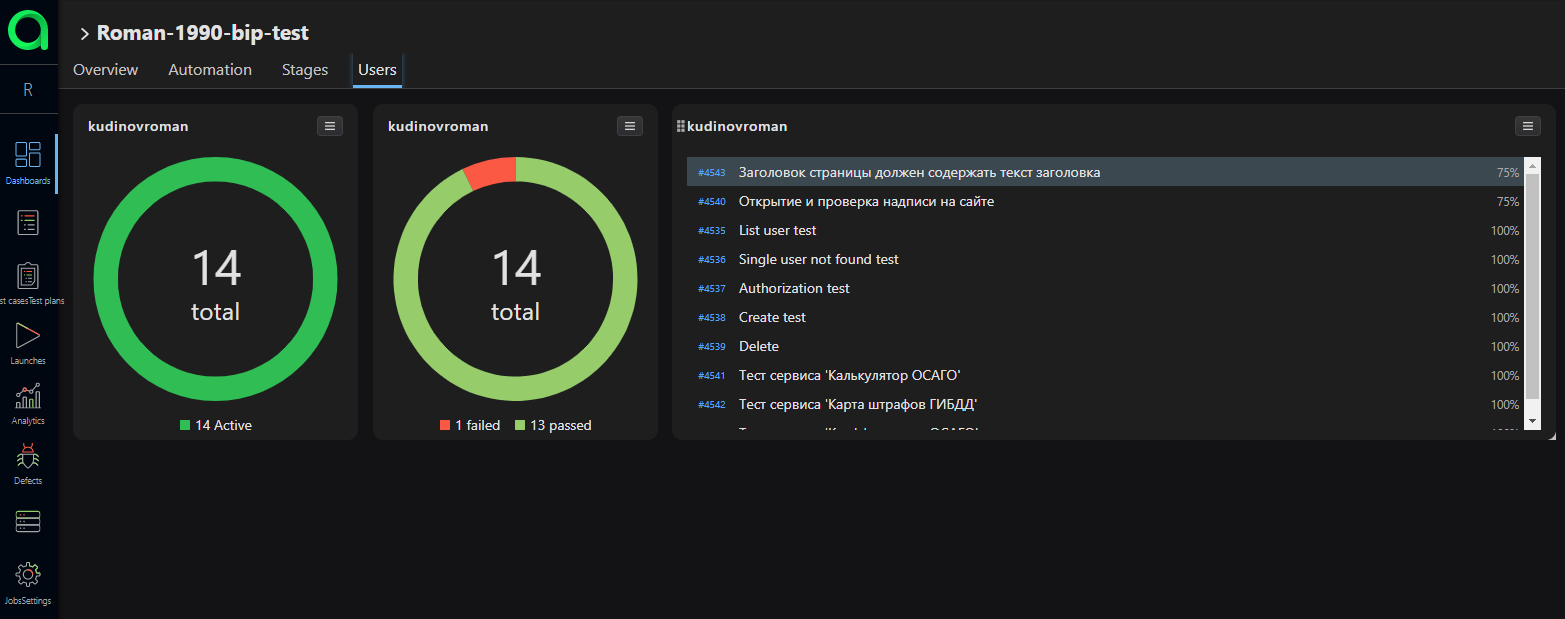 Roman-1990-bip-test
Overview Automation Stages Users
R
Dashboards
st casesTest plans
Launches
Analytics
Defects
JobsSettings
kudinovroman
14
total
14 Active
kudinovroman
14
total
1 failed 13 passed
kudinovroman
#4543 Заголовок страницы должен содержать текст заголовка 75%
#4540 Открытие и проверка надписи на сайте 75%
#4535 List user test 100%
#4536 Single user not found test 100%
#4537 Authorization test 100%
#4538 Create test 100%
#4539 Delete 100%
#4541 Тест сервиса 'Калькулятор ОСАГО' 100%
#4542 Тест сервиса 'Карта штрафов ГИБДД' 100%